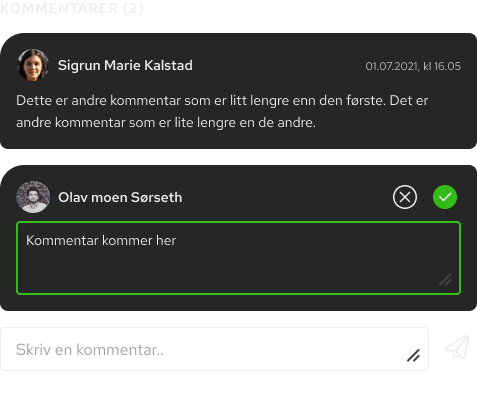 KOMMENTARER (2)
Sigrun Marie Kalstad
01.07.2021, kl 16.05
Dette er andre kommentar som er litt lengre enn den første. Det er
andre kommentar som er lite lengre en de andre.
Olav moen Sørseth
Kommentar kommer her
Skriv en kommentar..